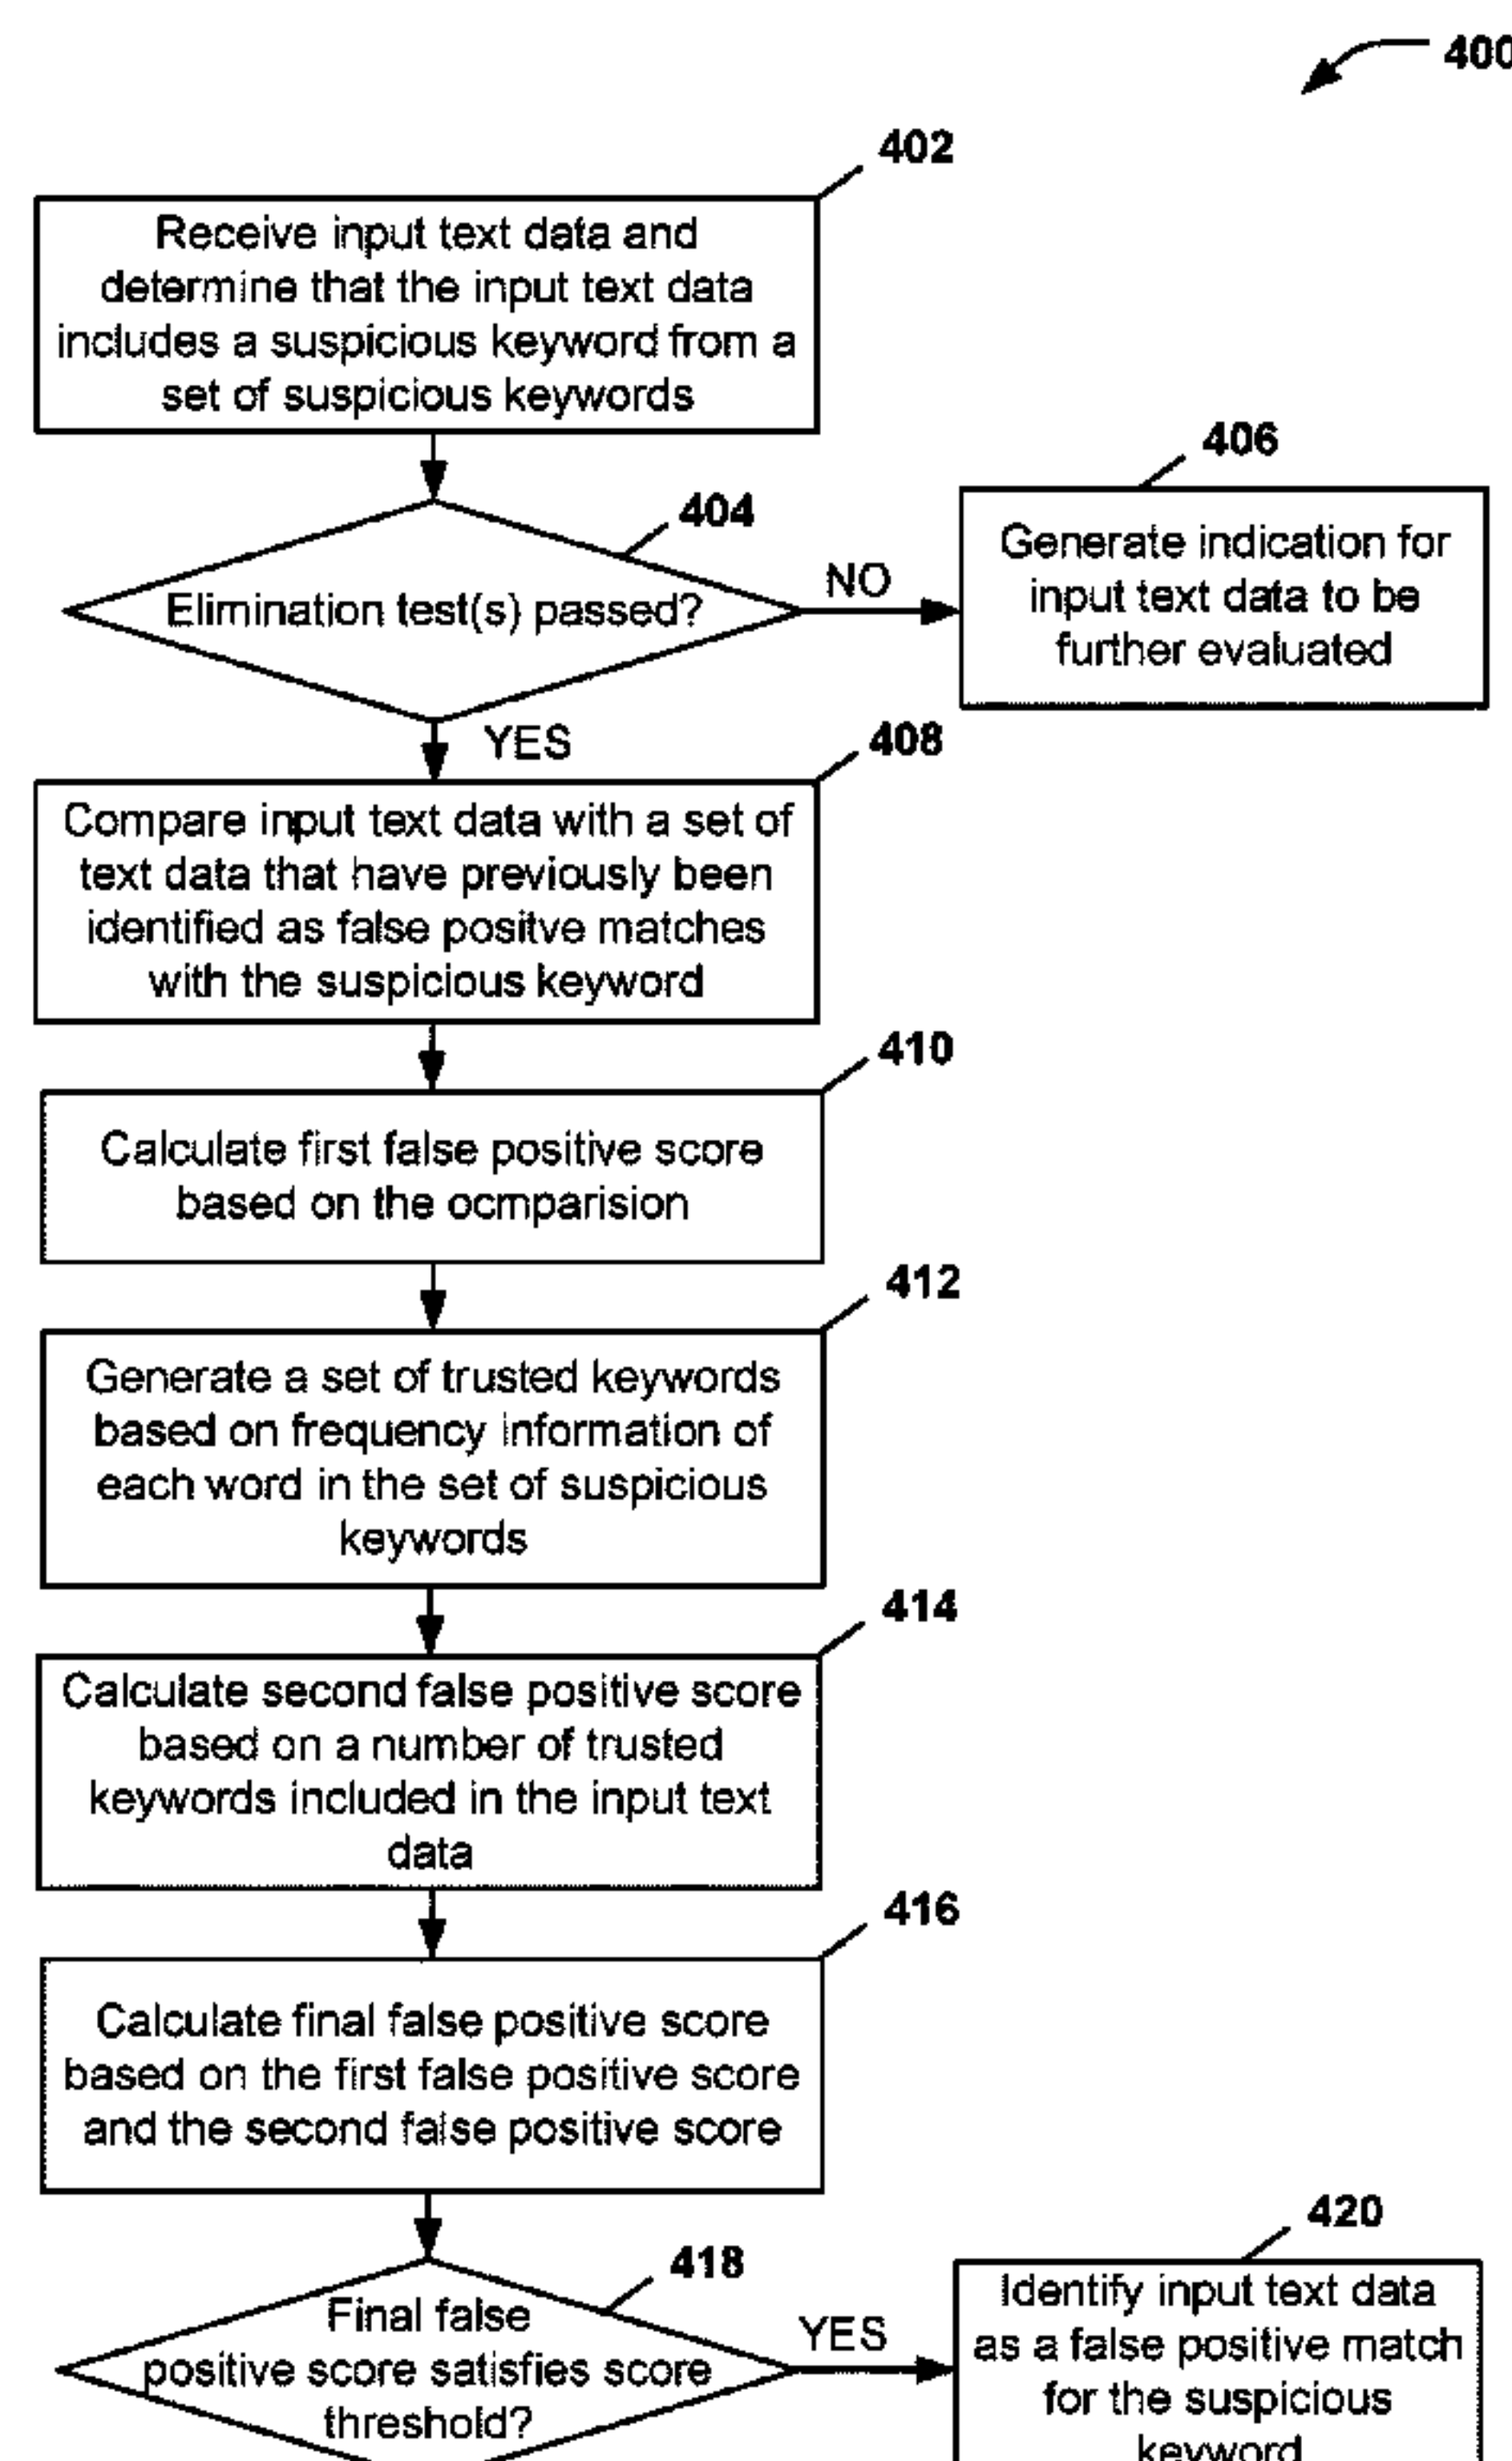 400
402
Receive input text data and
determine that the input text data
includes a suspicious keyword from a
set of suspicious keywords
404
Elimination test(s) passed?
NO
406
Generate indication for
input text data to be
further evaluated
YES
408
Compare input text data with a set of
text data that have previously been
identified as false positve matches
with the suspicious keyword
410
Calculate first false positive score
based on the ocmparision
412
Generate a set of trusted keywords
based on frequency information of
each word in the set of suspicious
keywords
414
Calculate second false positive score
based on a number of trusted
keywords included in the input text
data
416
Calculate final false positive score
based on the first false positive score
and the second false positive score
418
Final false
positive score satisfies score
threshold?
YES
420
Identify input text data
as a false positive match
for the suspicious
keyword